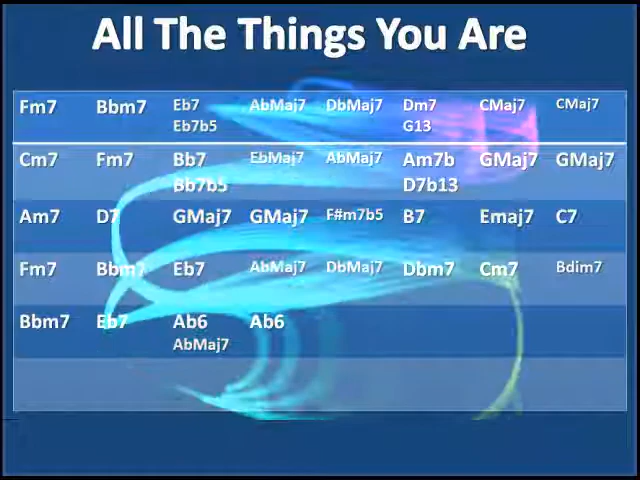 All The Things You Are
Fm7 Bbm7 Eb7 AbMaj7 DbMaj7 Dm7 CMaj7 CMaj7
Eb7b5 G13
Cm7 Fm7 Bb7 EbMaj7 AbMaj7 Am7b GMaj7 GMaj7
Bb7b5 D7b13
Am7 D7 GMaj7 GMaj7 F#m7b5 B7 Emaj7 C7
Fm7 Bbm7 Eb7 AbMaj7 DbMaj7 Dbm7 Cm7 Bdim7
Bbm7 Eb7 Ab6 Ab6
AbMaj7